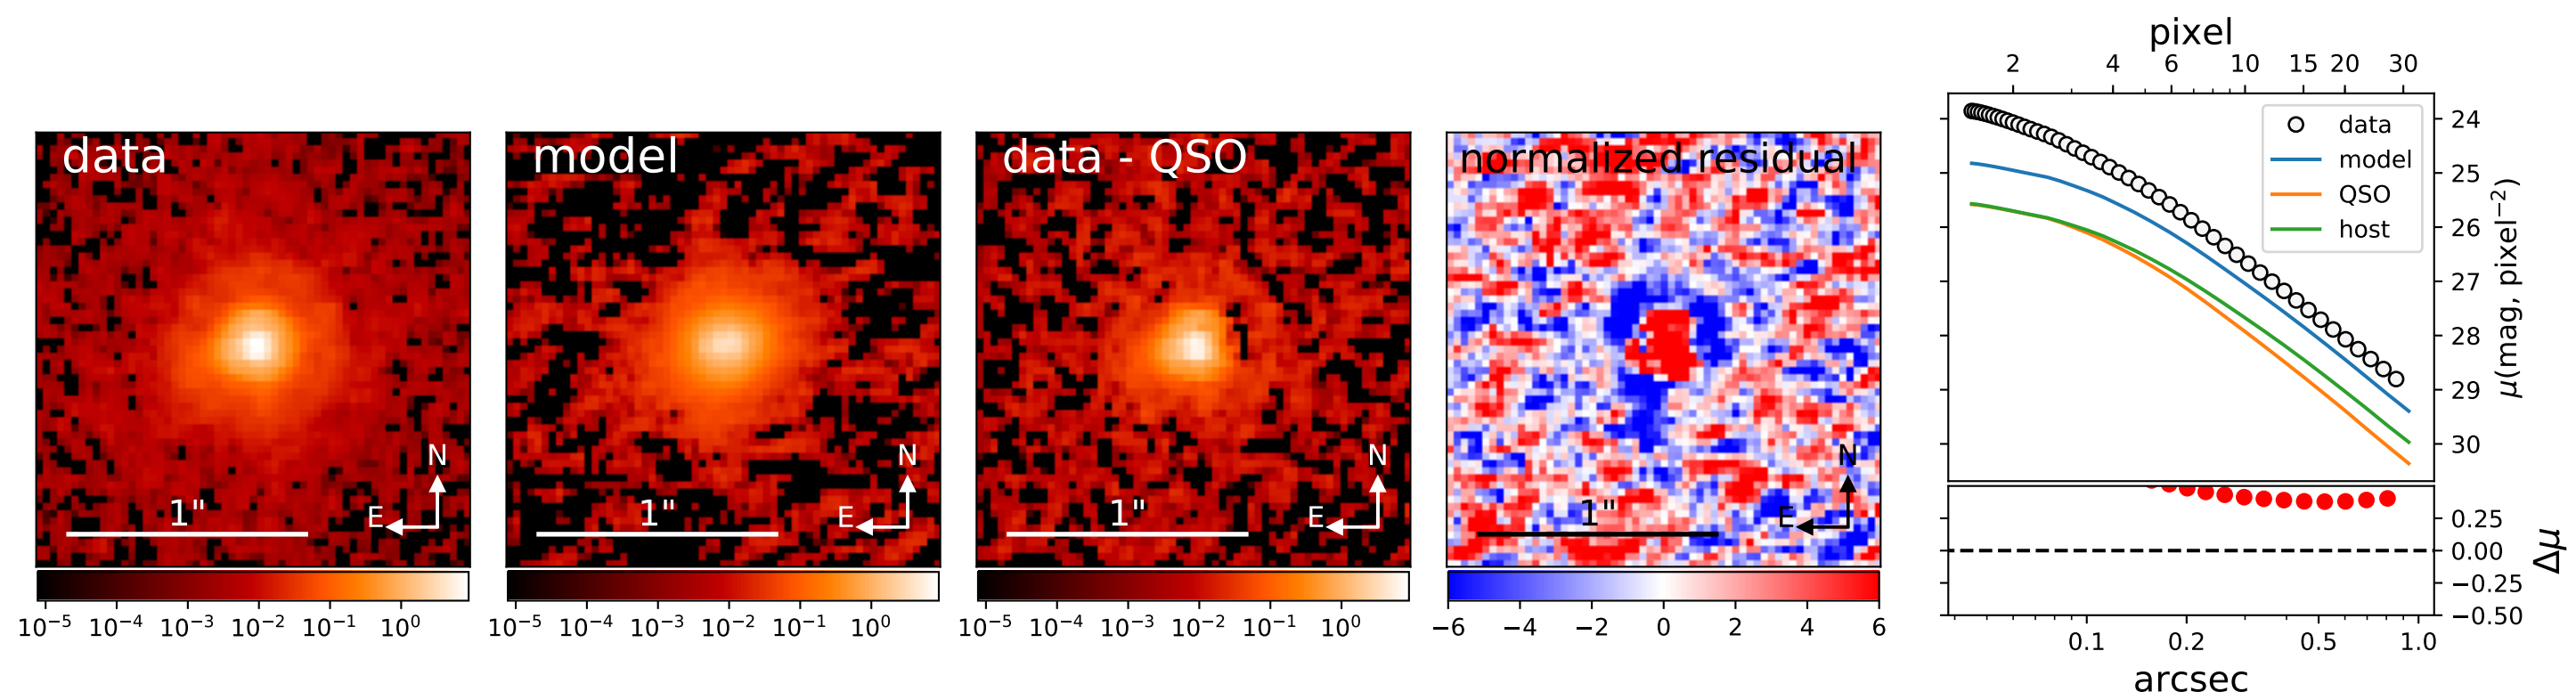 data
1"
N
E
10⁻⁵ 10⁻⁴ 10⁻³ 10⁻² 10⁻¹ 10⁰
model
1"
N
E
10⁻⁵ 10⁻⁴ 10⁻³ 10⁻² 10⁻¹ 10⁰
data - QSO
1"
N
E
10⁻⁵ 10⁻⁴ 10⁻³ 10⁻² 10⁻¹ 10⁰
normalized residual
1"
N
E
−6 −4 −2 0 2 4 6
pixel
2 4 6 10 15 20 30
data
model
QSO
host
24
25
26
27
28
29
30
μ(mag, pixel⁻²)
0.25
0.00
−0.25
−0.50
Δμ
0.1 0.2 0.5 1.0
arcsec